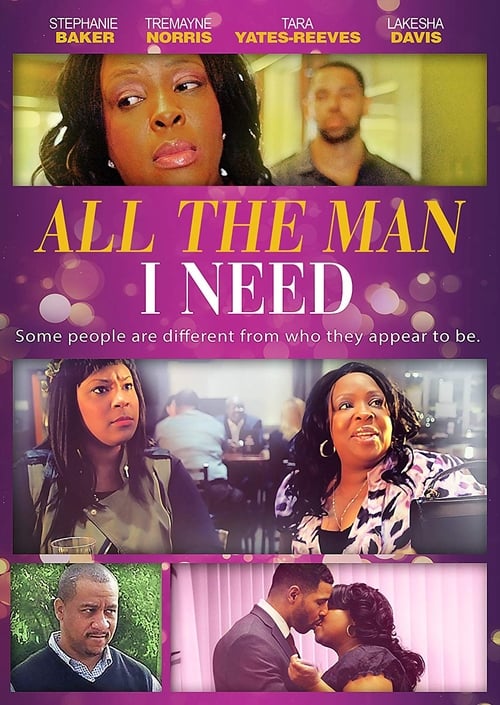 STEPHANIE TREMAYNE TARA LAKESHA
BAKER NORRIS YATES-REEVES DAVIS
ALL THE MAN
I NEED
Some people are different from who they appear to be.